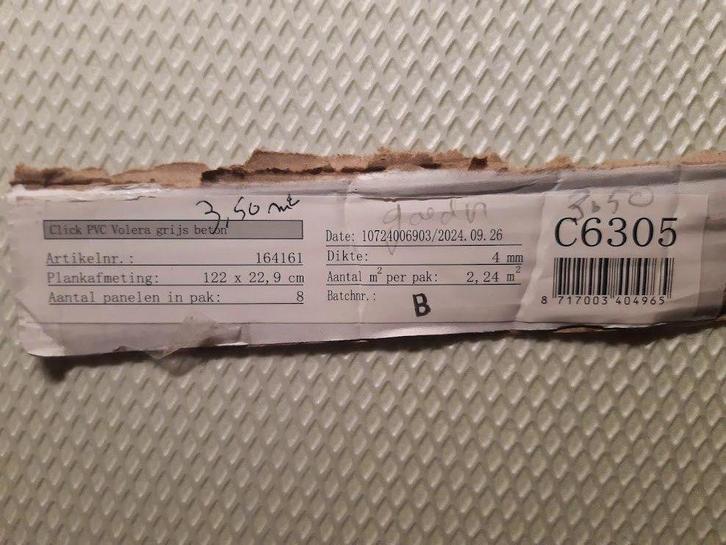 3,50 m²
Click PVC Volera grijs beton
Artikelnr.: 164161
Plankafmeting: 122 x 22,9 cm
Aantal panelen in pak: 8
Date: 10724006903/2024.09.26
Dikte: 4 mm
Aantal m² per pak: 2,24 m²
Batchnr.: B
3,50
C6305
8 717003 404965